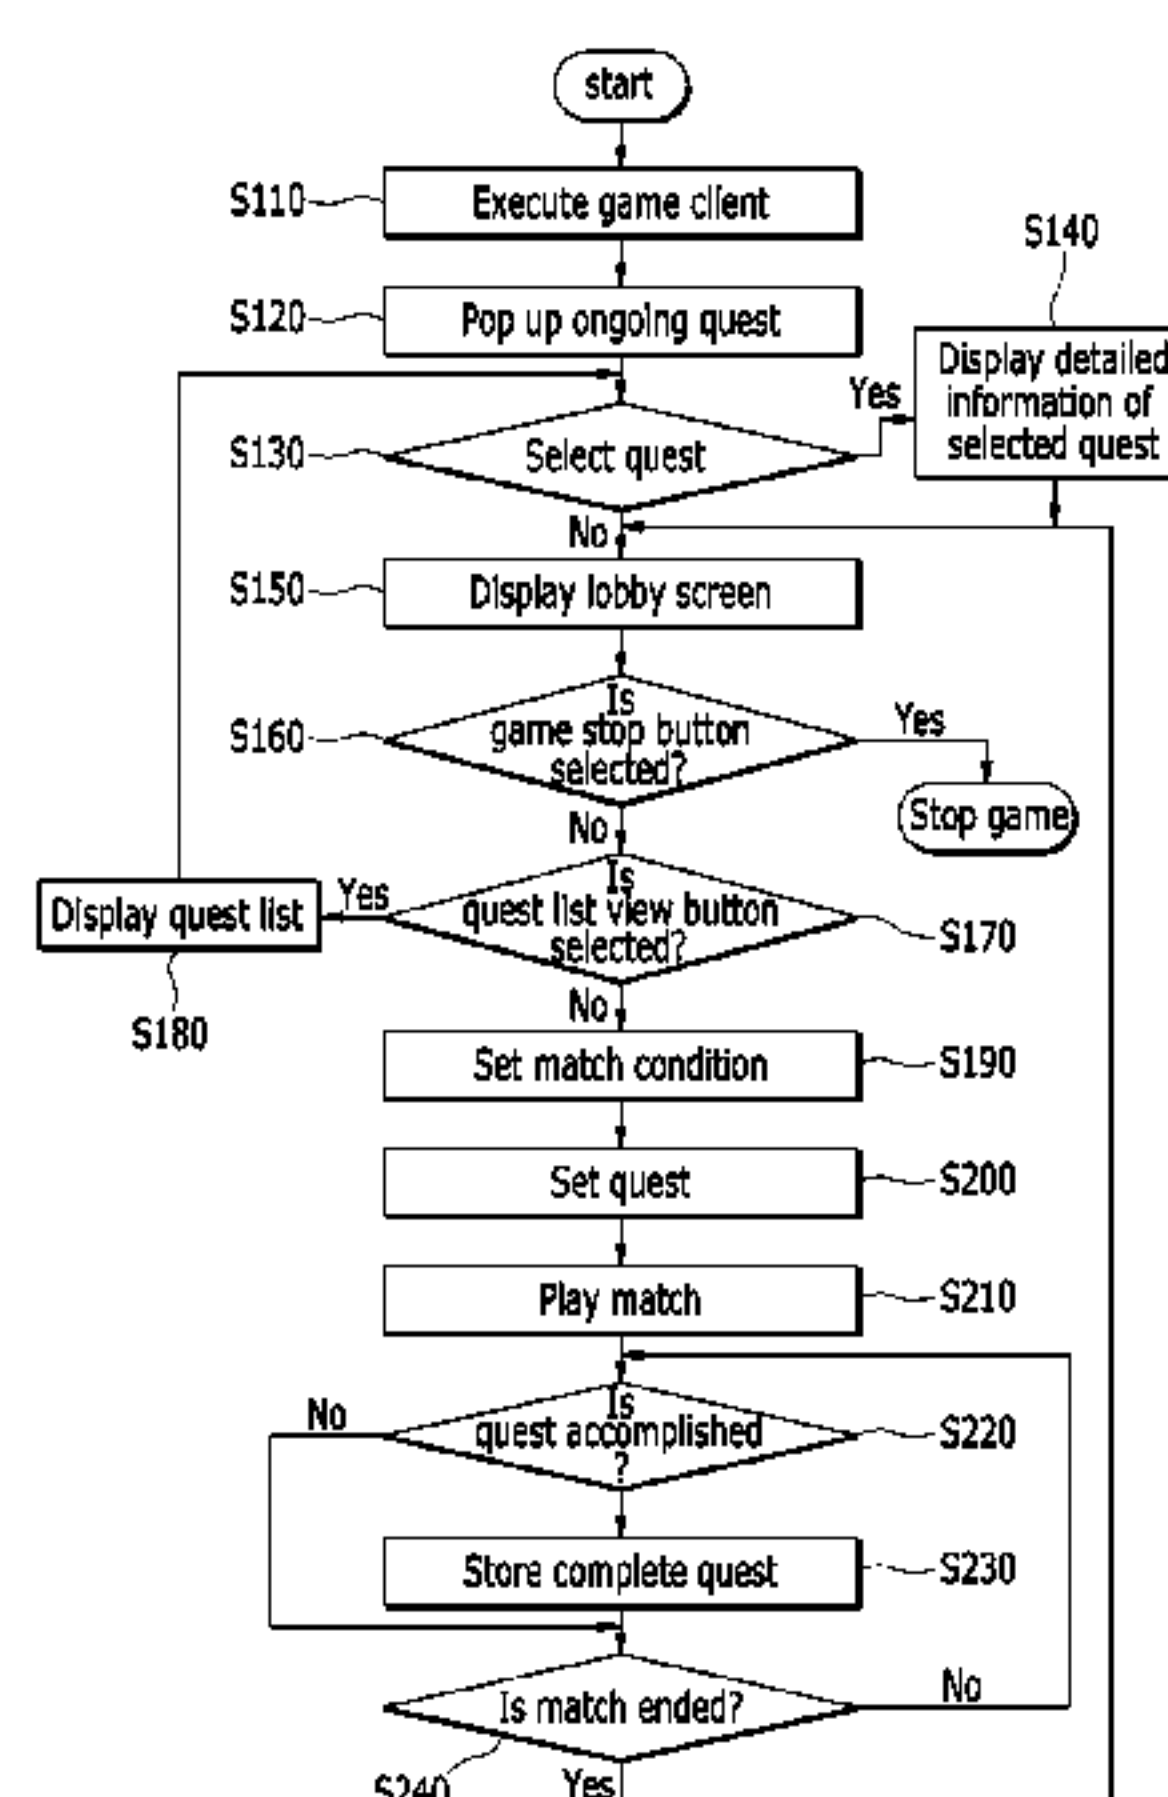 start
S110
Execute game client
S140
S120
Pop up ongoing quest
Display detailed
information of
selected quest
Yes
S130
Select quest
No
S150
Display lobby screen
S160
Is
game stop button
selected?
Yes
Stop game
No
Is
quest list view button
selected?
Yes
Display quest list
S170
S180
No
Set match condition
S190
Set quest
S200
Play match
S210
No
Is
quest accomplished
?
S220
Store complete quest
S230
Is match ended?
No
S240
Yes